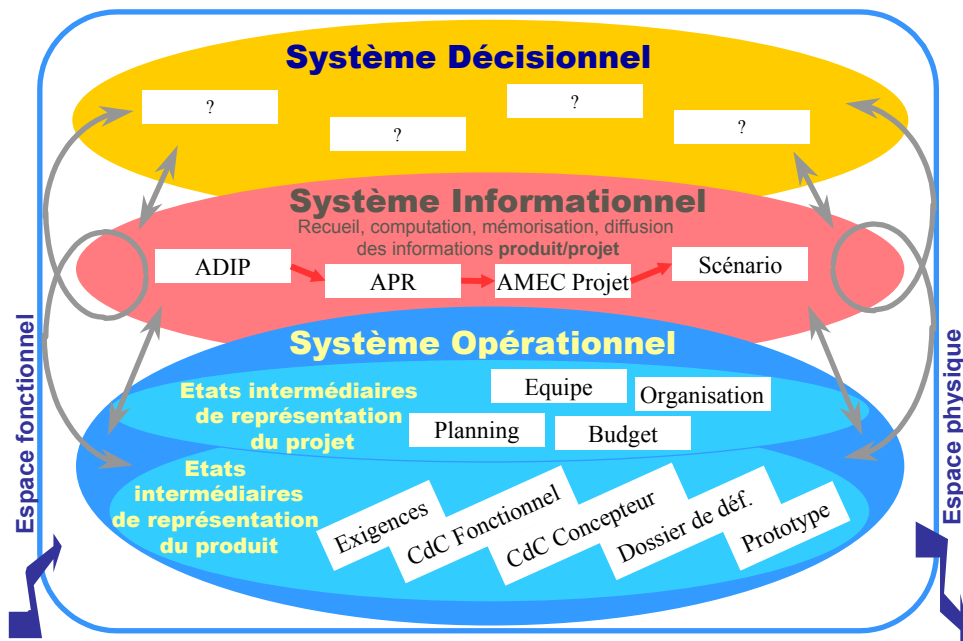 Système Décisionnel
?
?
?
?
Système Informationnel
Recueil, computation, mémorisation, diffusion
des informations produit/projet
ADIP
APR
AMEC Projet
Scénario
Système Opérationnel
Etats intermédiaires
de représentation
du projet
Equipe
Organisation
Planning
Budget
Etats
intermédiaires
de représentation
du produit
Exigences
CdC Fonctionnel
CdC Concepteur
Dossier de déf.
Prototype
Espace fonctionnel
Espace physique